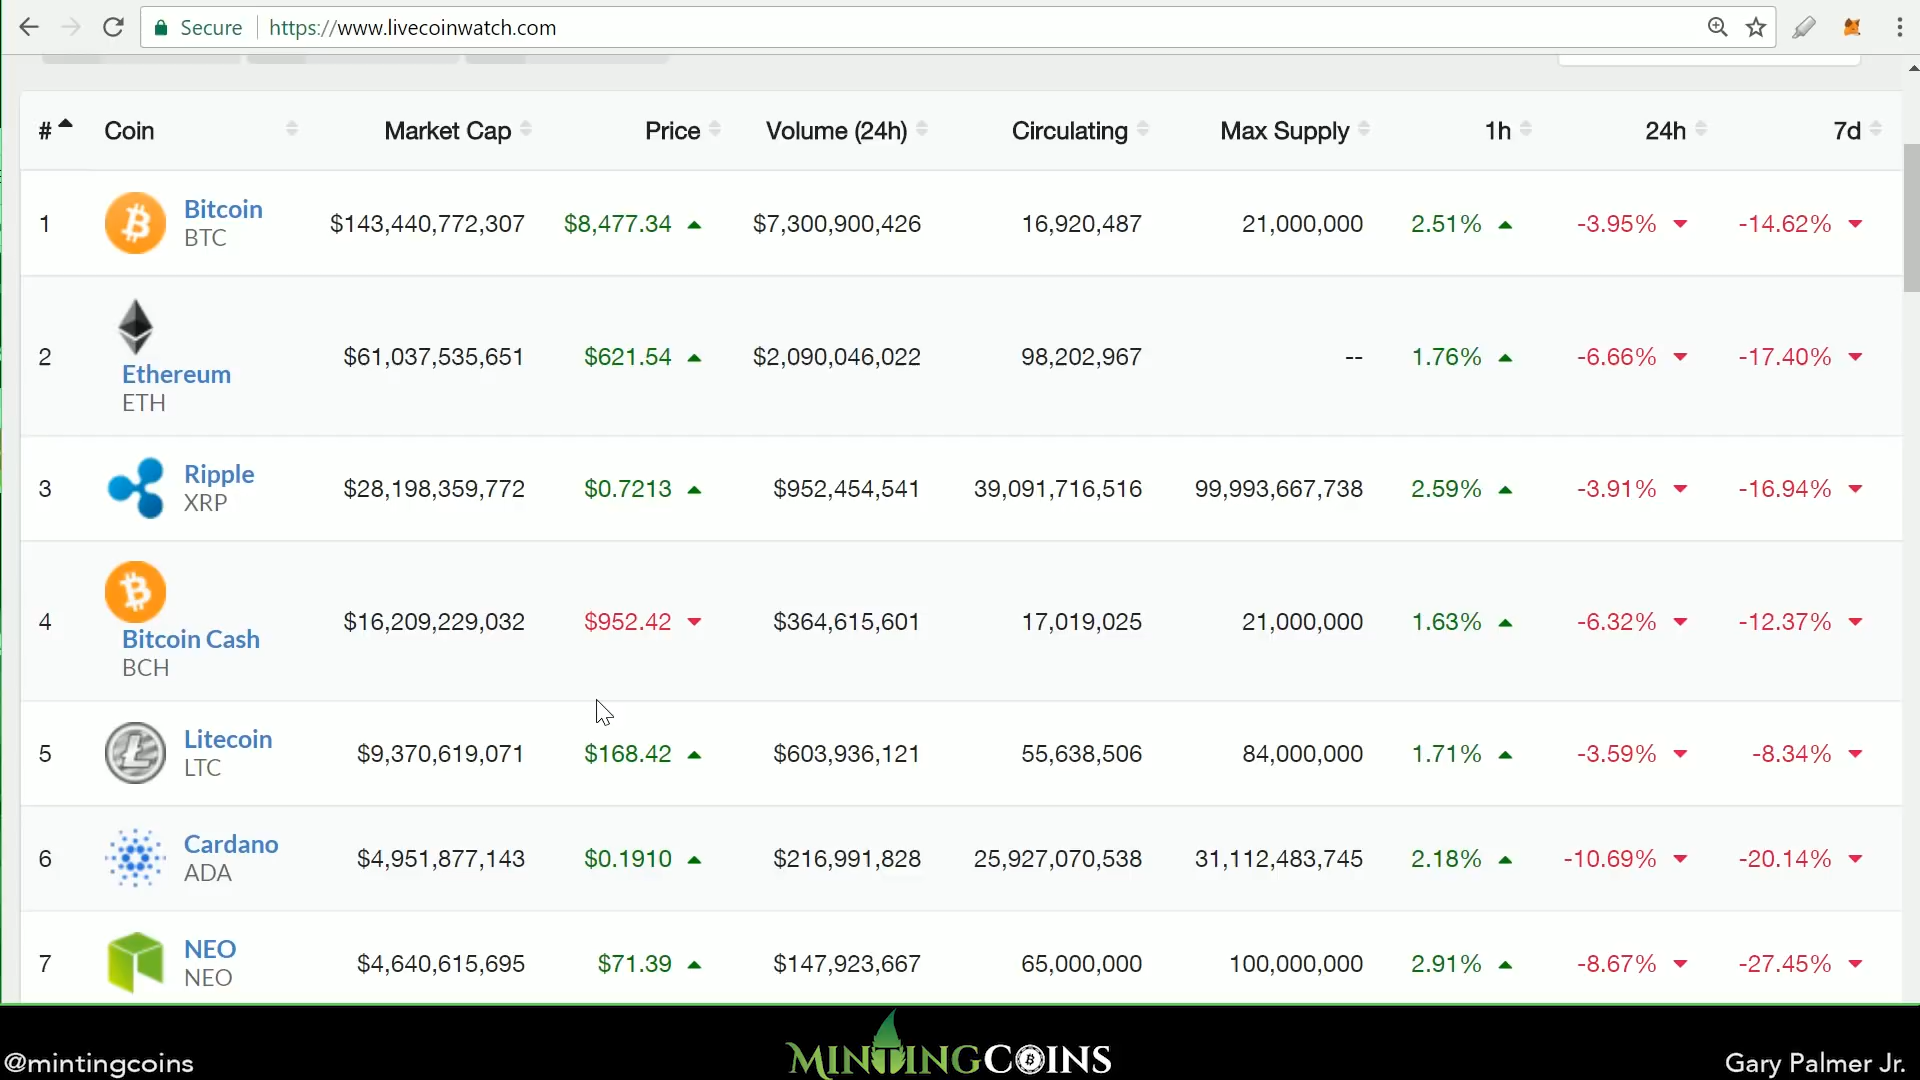 Secure https://www.livecoinwatch.com
# Coin Market Cap Price Volume (24h) Circulating Max Supply 1h 24h 7d
1 Bitcoin BTC $143,440,772,307 $8,477.34 $7,300,900,426 16,920,487 21,000,000 2.51% -3.95% -14.62%
2 Ethereum ETH $61,037,535,651 $621.54 $2,090,046,022 98,202,967 -- 1.76% -6.66% -17.40%
3 Ripple XRP $28,198,359,772 $0.7213 $952,454,541 39,091,716,516 99,993,667,738 2.59% -3.91% -16.94%
4 Bitcoin Cash BCH $16,209,229,032 $952.42 $364,615,601 17,019,025 21,000,000 1.63% -6.32% -12.37%
5 Litecoin LTC $9,370,619,071 $168.42 $603,936,121 55,638,506 84,000,000 1.71% -3.59% -8.34%
6 Cardano ADA $4,951,877,143 $0.1910 $216,991,828 25,927,070,538 31,112,483,745 2.18% -10.69% -20.14%
7 NEO NEO $4,640,615,695 $71.39 $147,923,667 65,000,000 100,000,000 2.91% -8.67% -27.45%
@mintingcoins MINTINGCOINS Gary Palmer Jr.